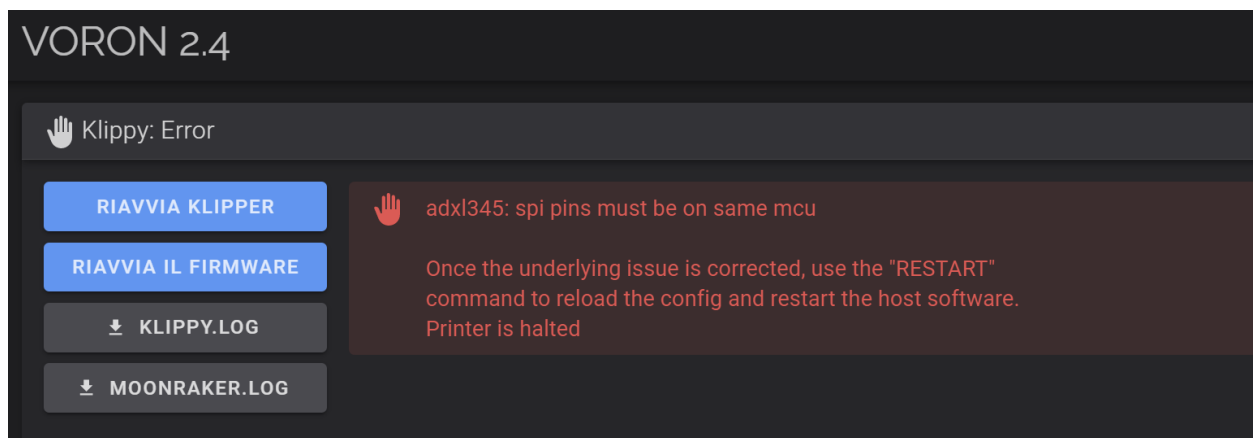 VORON 2.4
Klippy: Error
RIAVVIA KLIPPER
RIAVVIA IL FIRMWARE
KLIPPY.LOG
MOONRAKER.LOG
adxl345: spi pins must be on same mcu
Once the underlying issue is corrected, use the "RESTART"
command to reload the config and restart the host software.
Printer is halted